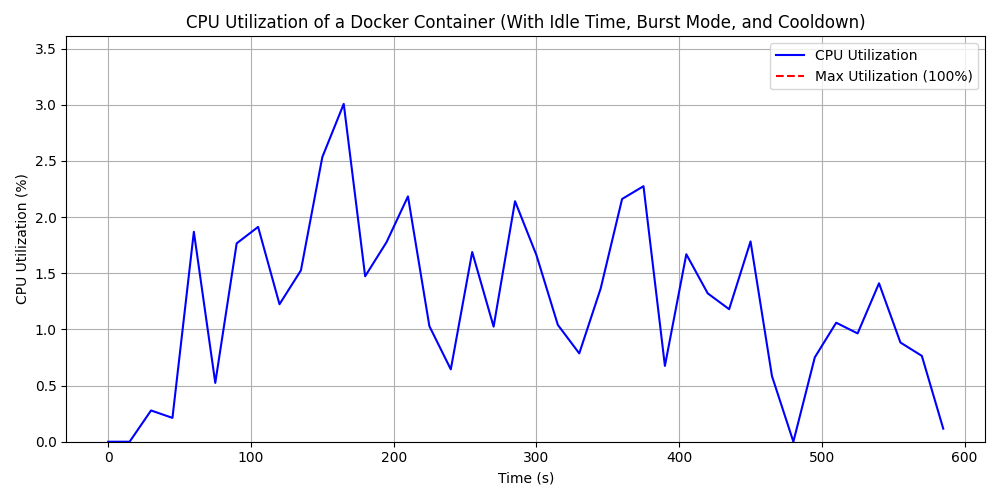 CPU Utilization of a Docker Container (With Idle Time, Burst Mode, and Cooldown)
CPU Utilization
Max Utilization (100%)
CPU Utilization (%)
3.5
3.0
2.5
2.0
1.5
1.0
0.5
0.0
0 100 200 300 400 500 600
Time (s)